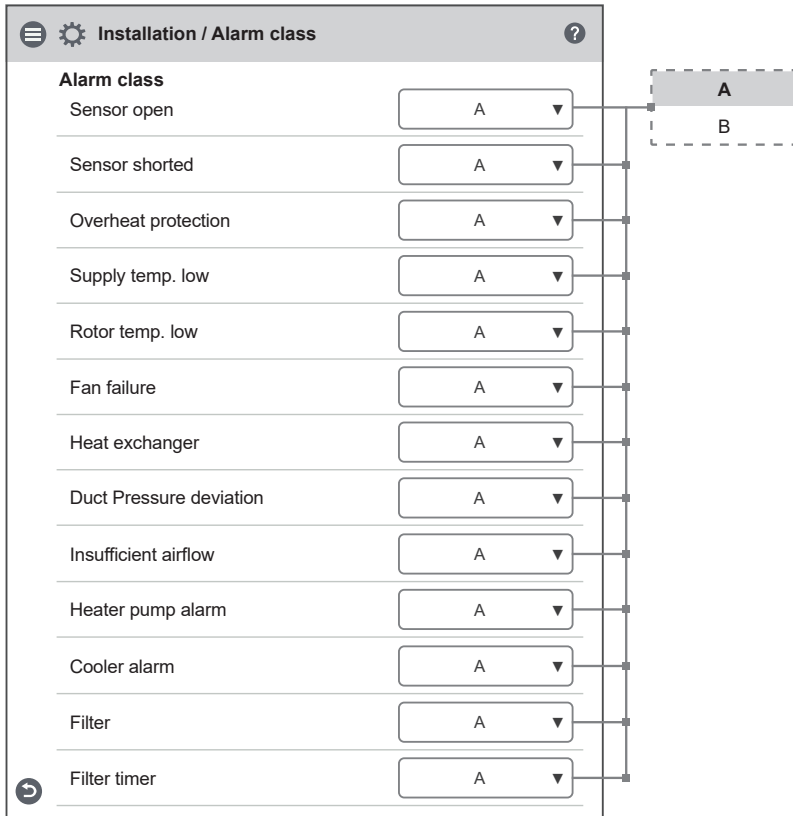 Installation / Alarm class ?
Alarm class
Sensor open A ▼
A
B
Sensor shorted A ▼
Overheat protection A ▼
Supply temp. low A ▼
Rotor temp. low A ▼
Fan failure A ▼
Heat exchanger A ▼
Duct Pressure deviation A ▼
Insufficient airflow A ▼
Heater pump alarm A ▼
Cooler alarm A ▼
Filter A ▼
Filter timer A ▼